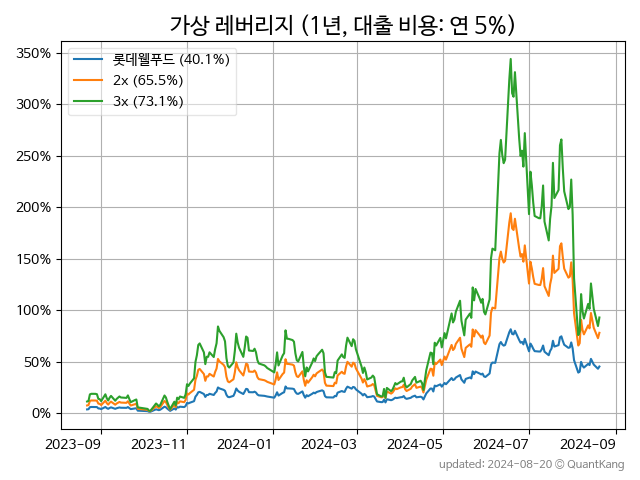 가상 레버리지 (1년, 대출 비용: 연 5%)
350%
300%
250%
200%
150%
100%
50%
0%
롯데웰푸드 (40.1%)
2x (65.5%)
3x (73.1%)
2023-09 2023-11 2024-01 2024-03 2024-05 2024-07 2024-09
updated: 2024-08-20 @ QuantKang